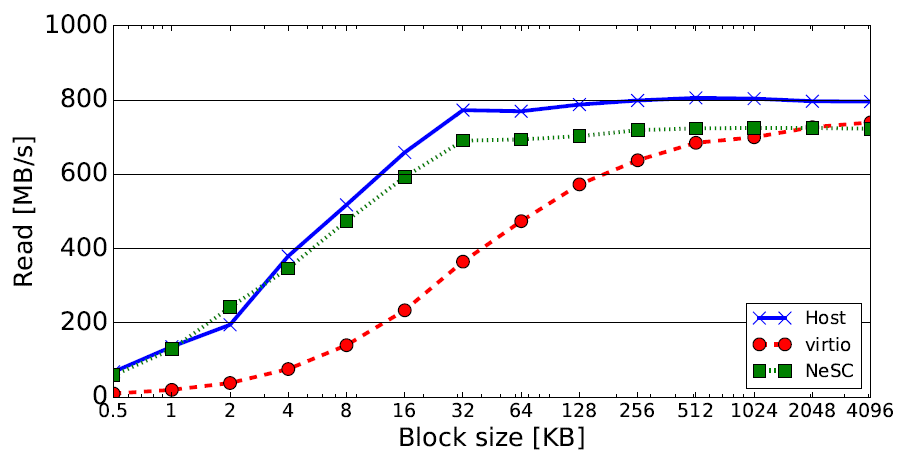 1000
800
600
400
200
0
Read [MB/s]
0.5 1 2 4 8 16 32 64 128 256 512 1024 2048 4096
Block size [KB]
Host
virtio
NeSC